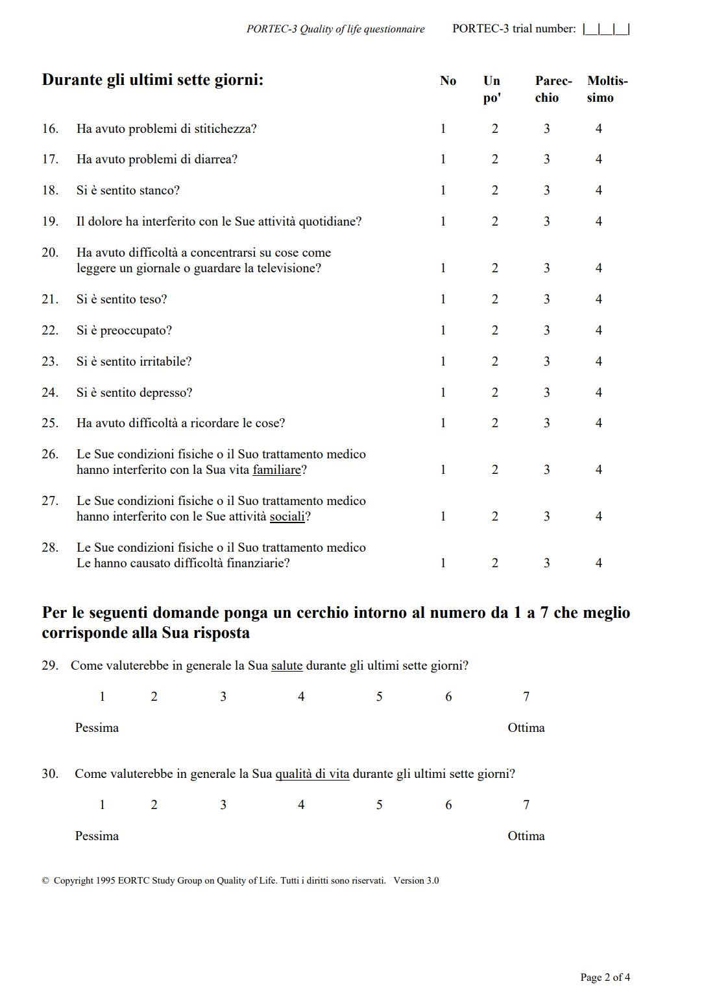 PORTEC-3 Quality of life questionnaire PORTEC-3 trial number: |__|__|__|
Durante gli ultimi sette giorni: No Un Parec- Moltis-
po' chio simo
16. Ha avuto problemi di stitichezza? 1 2 3 4
17. Ha avuto problemi di diarrea? 1 2 3 4
18. Si è sentito stanco? 1 2 3 4
19. Il dolore ha interferito con le Sue attività quotidiane? 1 2 3 4
20. Ha avuto difficoltà a concentrarsi su cose come
leggere un giornale o guardare la televisione? 1 2 3 4
21. Si è sentito teso? 1 2 3 4
22. Si è preoccupato? 1 2 3 4
23. Si è sentito irritabile? 1 2 3 4
24. Si è sentito depresso? 1 2 3 4
25. Ha avuto difficoltà a ricordare le cose? 1 2 3 4
26. Le Sue condizioni fisiche o il Suo trattamento medico
hanno interferito con la Sua vita familiare? 1 2 3 4
27. Le Sue condizioni fisiche o il Suo trattamento medico
hanno interferito con le Sue attività sociali? 1 2 3 4
28. Le Sue condizioni fisiche o il Suo trattamento medico
Le hanno causato difficoltà finanziarie? 1 2 3 4
Per le seguenti domande ponga un cerchio intorno al numero da 1 a 7 che meglio
corrisponde alla Sua risposta
29. Come valuterebbe in generale la Sua salute durante gli ultimi sette giorni?
1 2 3 4 5 6 7
Pessima Ottima
30. Come valuterebbe in generale la Sua qualità di vita durante gli ultimi sette giorni?
1 2 3 4 5 6 7
Pessima Ottima
© Copyright 1995 EORTC Study Group on Quality of Life. Tutti i diritti sono riservati. Version 3.0
Page 2 of 4